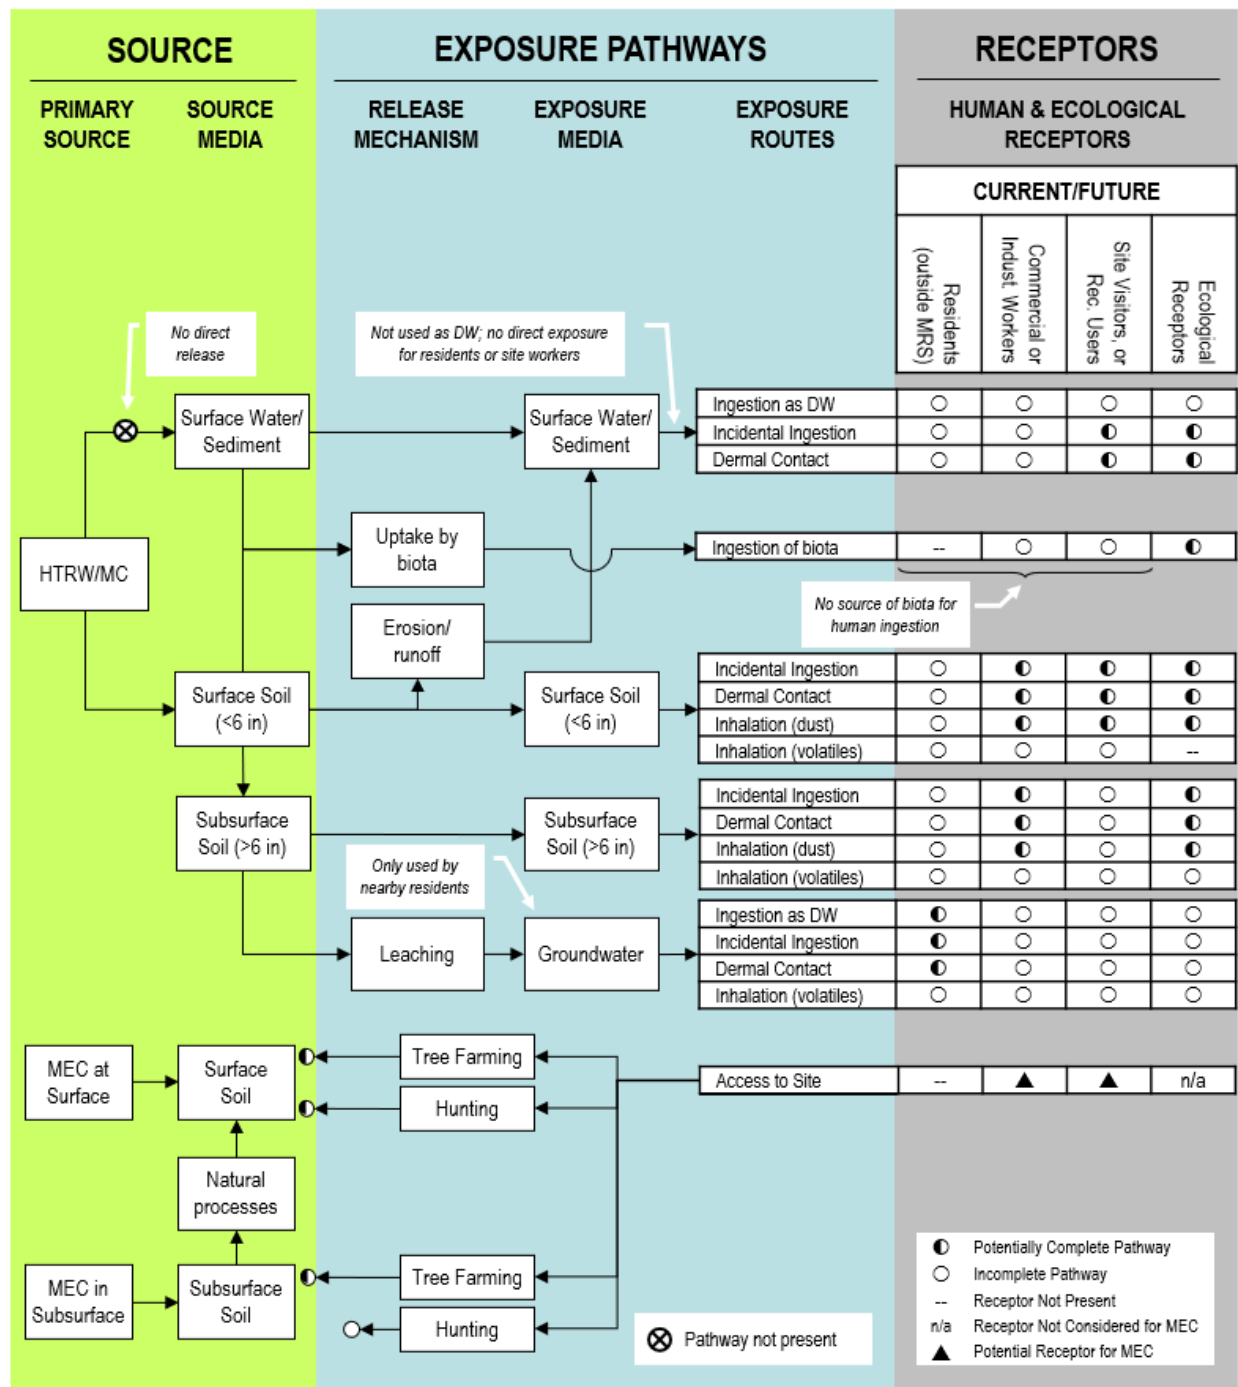 SOURCE
EXPOSURE PATHWAYS
RECEPTORS
PRIMARY
SOURCE
SOURCE
MEDIA
RELEASE
MECHANISM
EXPOSURE
MEDIA
EXPOSURE
ROUTES
HUMAN & ECOLOGICAL
RECEPTORS
CURRENT/FUTURE
Residents
(outside MRS)
Commercial or
Indust. Workers
Site Visitors, or
Rec. Users
Ecological
Receptors
No direct
release
Not used as DW; no direct exposure
for residents or site workers
Surface Water/
Sediment
Surface Water/
Sediment
Ingestion as DW
Incidental Ingestion
Dermal Contact
HTRW/MC
Uptake by
biota
Ingestion of biota
--
No source of biota for
human ingestion
Erosion/
runoff
Surface Soil
(<6 in)
Surface Soil
(<6 in)
Incidental Ingestion
Dermal Contact
Inhalation (dust)
Inhalation (volatiles)
--
Subsurface
Soil (>6 in)
Subsurface
Soil (>6 in)
Incidental Ingestion
Dermal Contact
Inhalation (dust)
Inhalation (volatiles)
Only used by
nearby residents
Leaching
Groundwater
Ingestion as DW
Incidental Ingestion
Dermal Contact
Inhalation (volatiles)
MEC at
Surface
Surface
Soil
Tree Farming
Hunting
Access to Site
--
n/a
Natural
processes
MEC in
Subsurface
Subsurface
Soil
Tree Farming
Hunting
Pathway not present
Potentially Complete Pathway
Incomplete Pathway
-- Receptor Not Present
n/a Receptor Not Considered for MEC
Potential Receptor for MEC